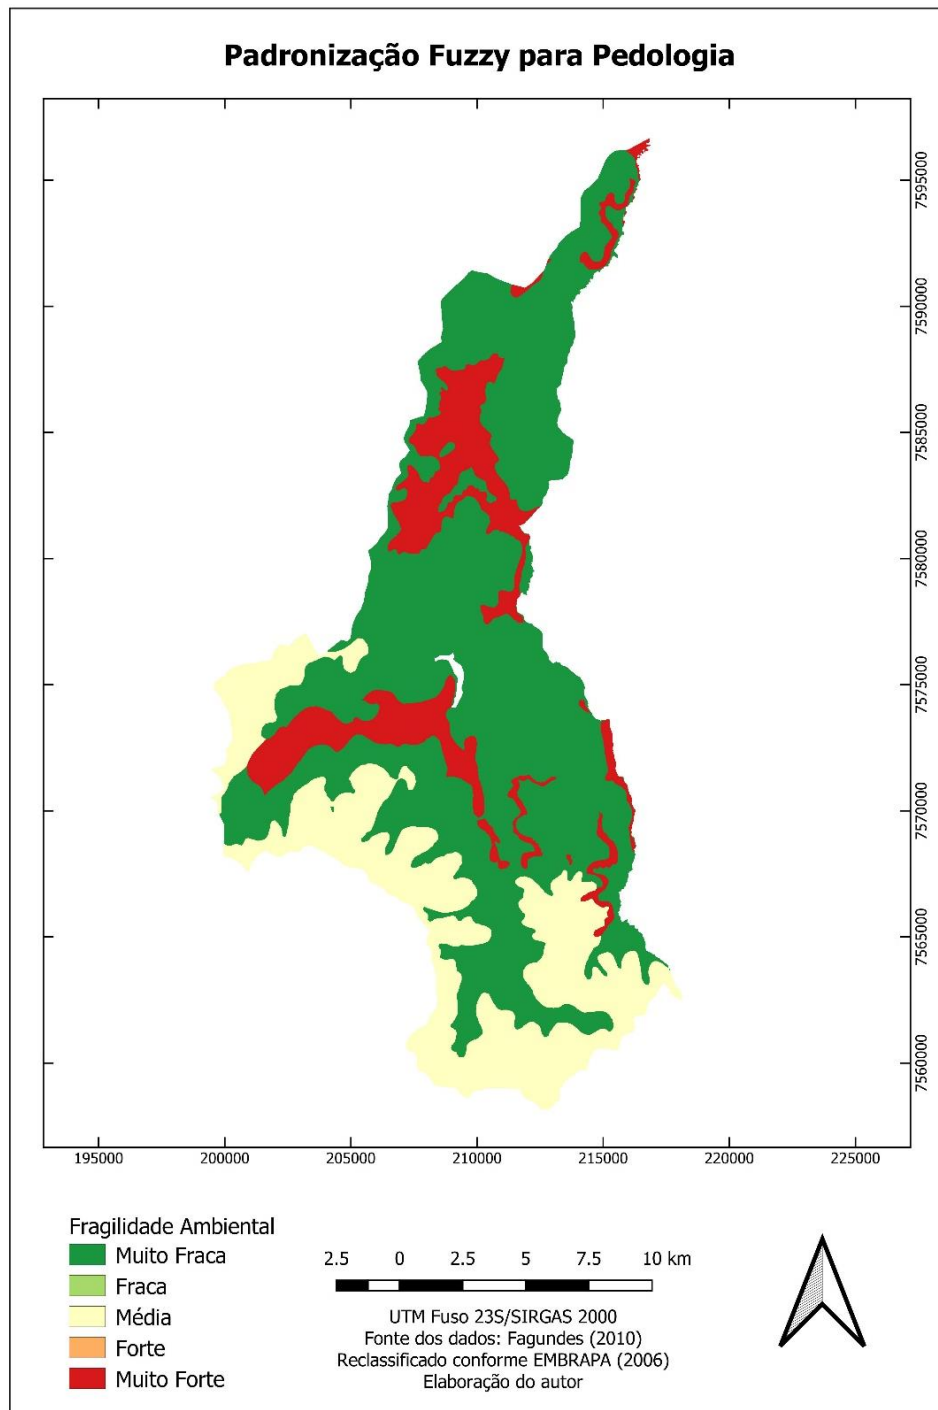 Padronização Fuzzy para Pedologia
7595000
7590000
7585000
7580000
7575000
7570000
7565000
7560000
195000 200000 205000 210000 215000 220000 225000
Fragilidade Ambiental
Muito Fraca
Fraca
Média
Forte
Muito Forte
2.5 0 2.5 5 7.5 10 km
UTM Fuso 23S/SIRGAS 2000
Fonte dos dados: Fagundes (2010)
Reclassificado conforme EMBRAPA (2006)
Elaboração do autor